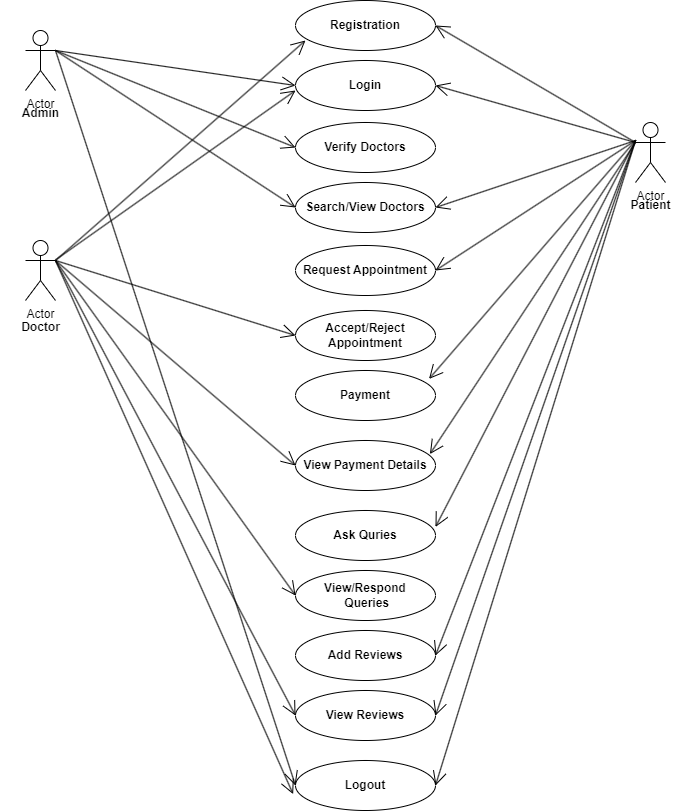 Registration
Actor
Admin
Login
Verify Doctors
Actor
Patient
Search/View Doctors
Request Appointment
Actor
Doctor
Accept/Reject
Appointment
Payment
View Payment Details
Ask Quries
View/Respond
Queries
Add Reviews
View Reviews
Logout